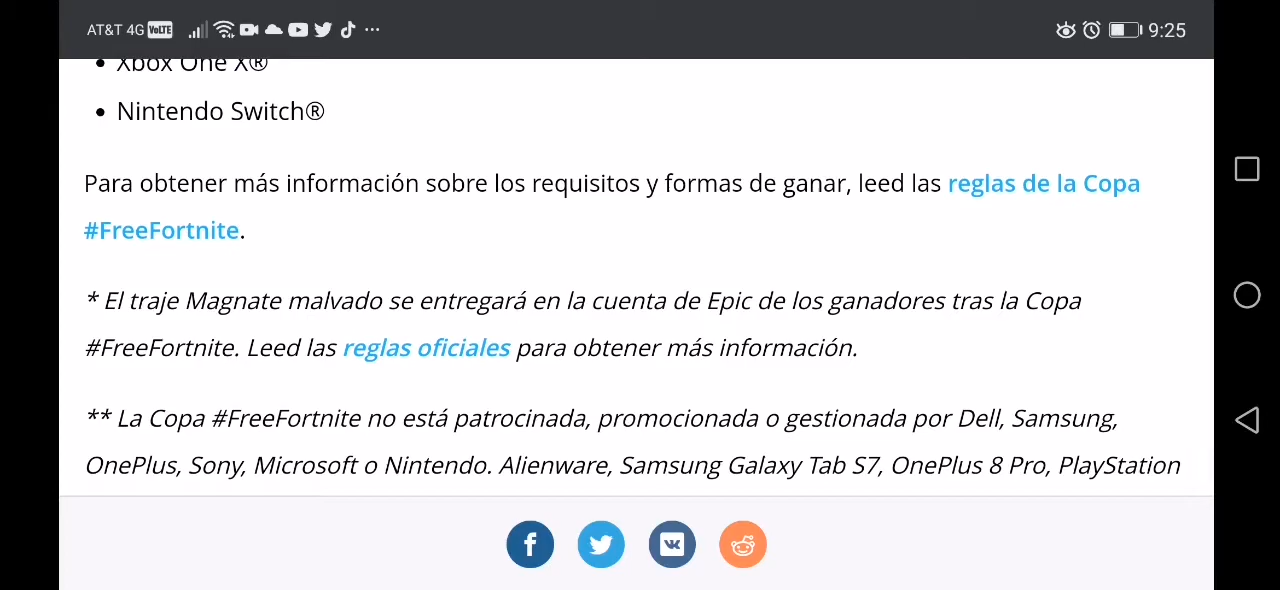 AT&T 4G VoLTE 9:25
• Xbox One X®
• Nintendo Switch®
Para obtener más información sobre los requisitos y formas de ganar, leed las reglas de la Copa
#FreeFortnite.
* El traje Magnate malvado se entregará en la cuenta de Epic de los ganadores tras la Copa
#FreeFortnite. Leed las reglas oficiales para obtener más información.
** La Copa #FreeFortnite no está patrocinada, promocionada o gestionada por Dell, Samsung,
OnePlus, Sony, Microsoft o Nintendo. Alienware, Samsung Galaxy Tab S7, OnePlus 8 Pro, PlayStation